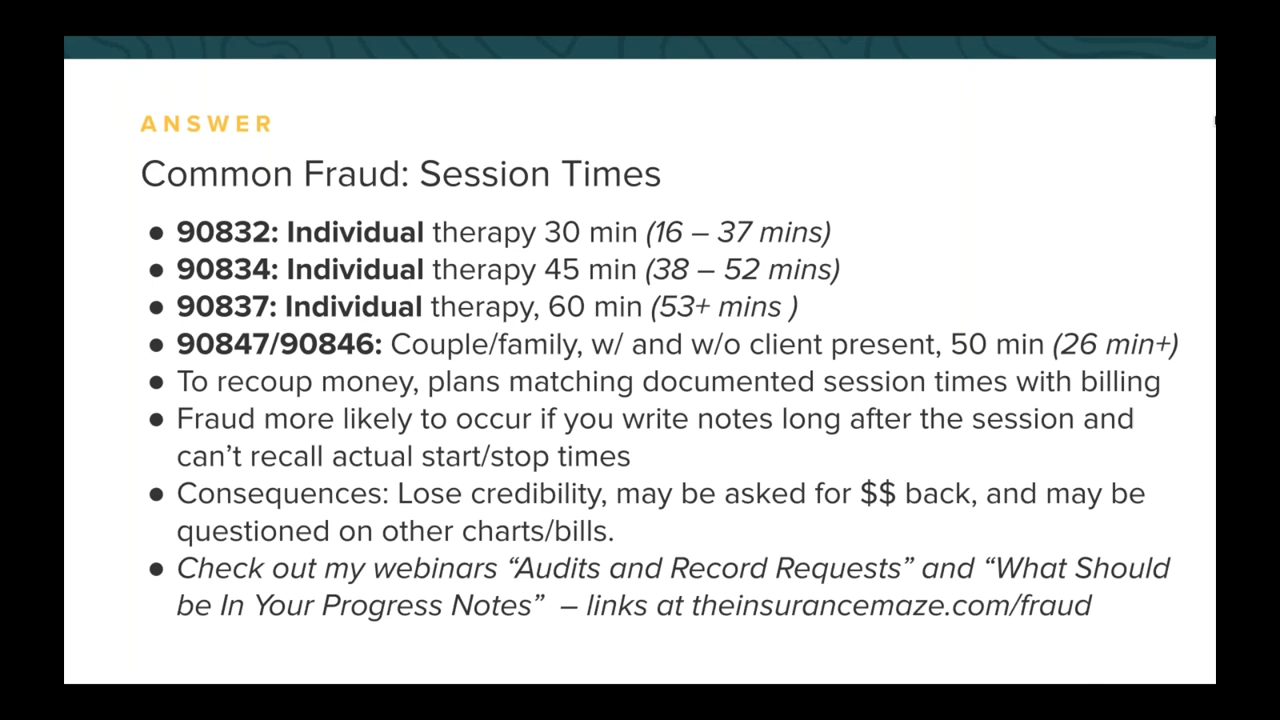 ANSWER
Common Fraud: Session Times
● 90832: Individual therapy 30 min (16 – 37 mins)
● 90834: Individual therapy 45 min (38 – 52 mins)
● 90837: Individual therapy, 60 min (53+ mins )
● 90847/90846: Couple/family, w/ and w/o client present, 50 min (26 min+)
● To recoup money, plans matching documented session times with billing
● Fraud more likely to occur if you write notes long after the session and
can’t recall actual start/stop times
● Consequences: Lose credibility, may be asked for $$ back, and may be
questioned on other charts/bills.
● Check out my webinars “Audits and Record Requests” and “What Should
be In Your Progress Notes”  – links at theinsurancemaze.com/fraud